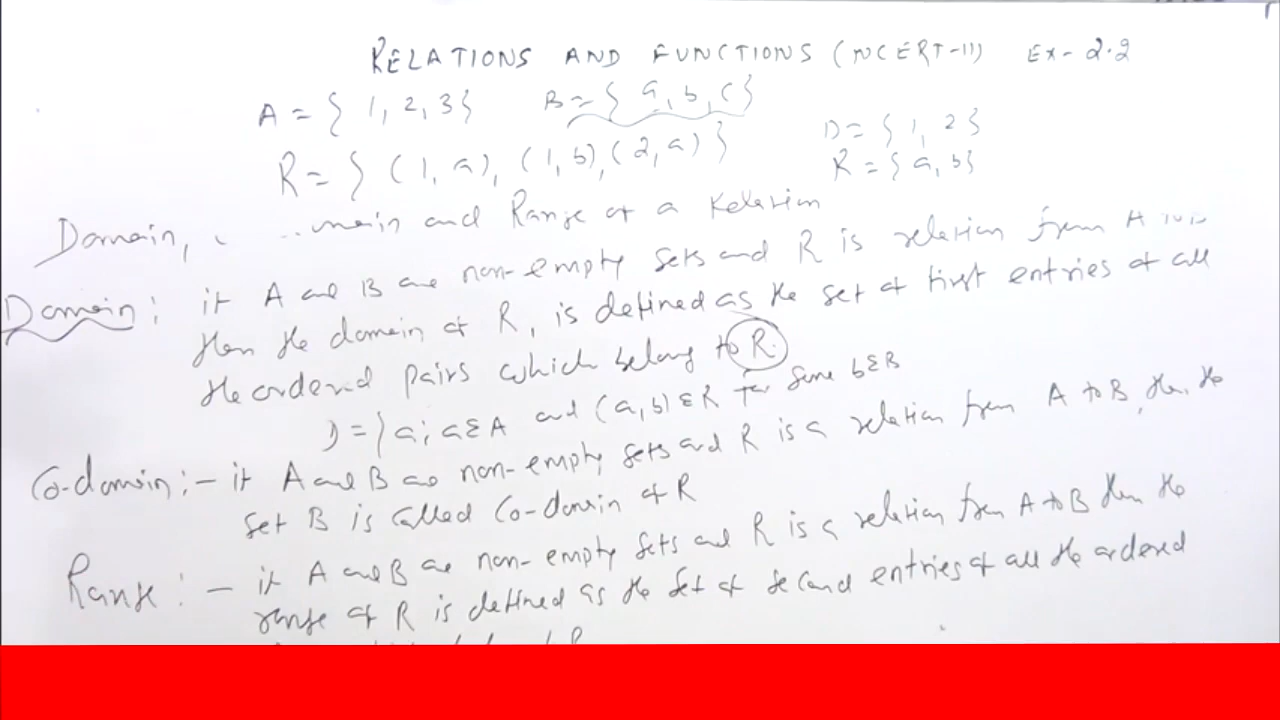 RELATIONS AND FUNCTIONS (NCERT-11) Ex- 2.2
A = { 1, 2, 3} B = { a, b, c}
R = { (1, a), (1, b), (2, a) } D = { 1, 2}
R = { a, b}
Domain, main and Range of a Relation
Domain: if A and B are non-empty sets and R is relation from A
then the domain of R, is defined as the set of first entries of all
the ordered pairs which belong to R.
D = { a; a ∈ A and (a, b) ∈ R for some b ∈ B
Co-domain:- if A and B are non-empty sets and R is a relation from A to B, then the
set B is called Co-domain of R
Range:- if A and B are non-empty sets and R is a relation from A to B then the
range of R is defined as the set of second entries of all the ordered